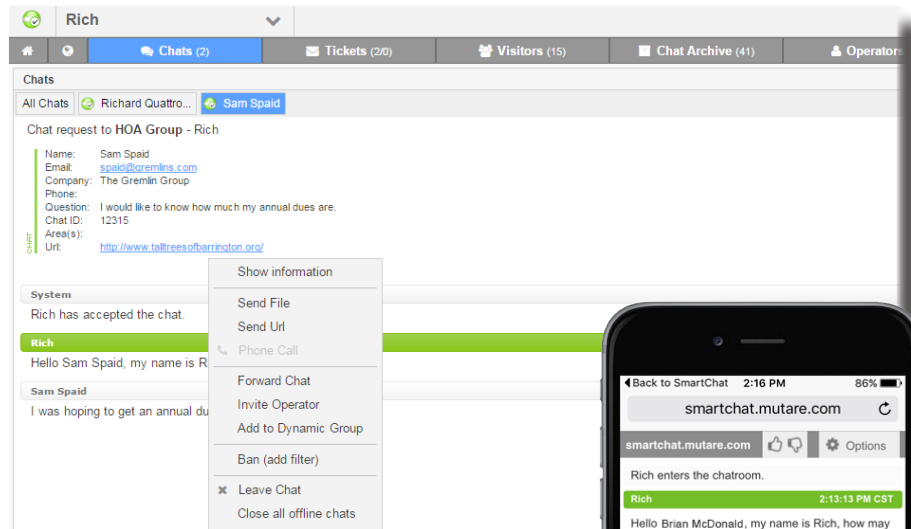 Rich
Chats (2)
Tickets (2/0)
Visitors (15)
Chat Archive (41)
Operators
Chats
All Chats
Richard Quattro...
Sam Spaid
Chat request to HOA Group - Rich
CHAT
Name: Sam Spaid
Email: spaid@gremlins.com
Company: The Gremlin Group
Phone:
Question: I would like to know how much my annual dues are.
Chat ID: 12315
Area(s):
Url: http://www.talltreesofbarrington.org/
System
Rich has accepted the chat.
Rich
Hello Sam Spaid, my name is R
Sam Spaid
I was hoping to get an annual du
Show information
Send File
Send Url
Phone Call
Forward Chat
Invite Operator
Add to Dynamic Group
Ban (add filter)
Leave Chat
Close all offline chats
Back to SmartChat 2:16 PM 86%
smartchat.mutare.com
smartchat.mutare.com Options
Rich enters the chatroom.
Rich 2:13:13 PM CST
Hello Brian McDonald, my name is Rich, how may